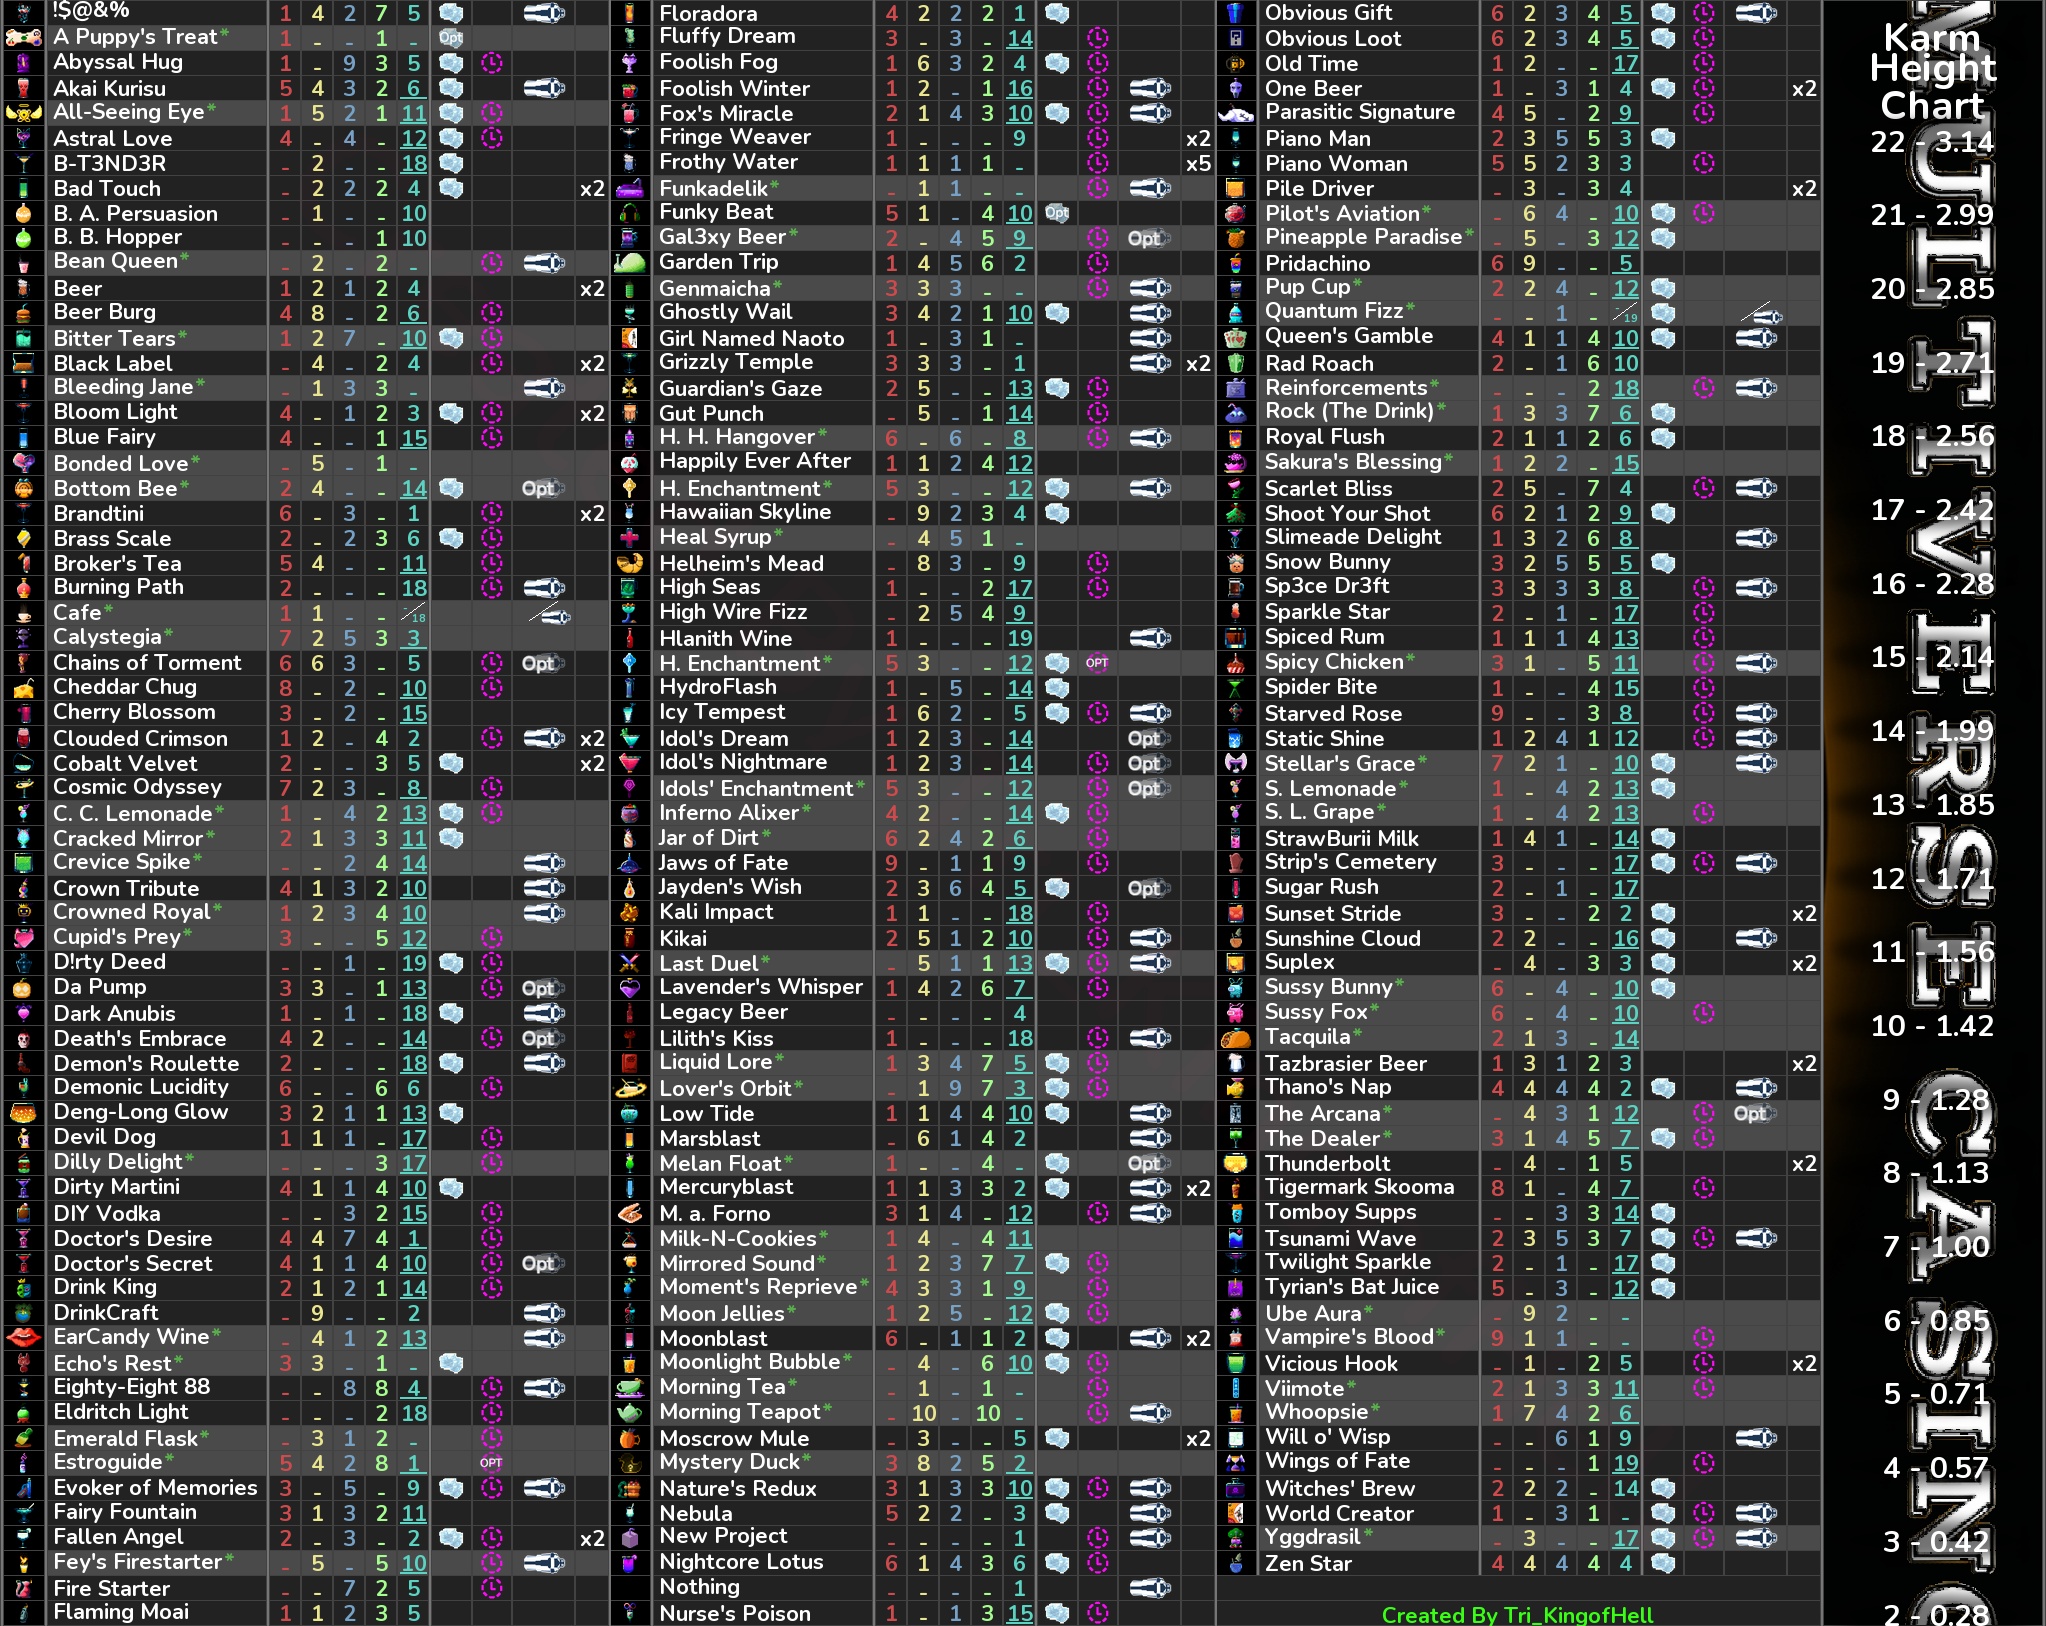 !$@&% 1 4 2 7 5
A Puppy's Treat* 1 - - 1 - Opt
Abyssal Hug 1 - 9 3 5
Akai Kurisu 5 4 3 2 6
All-Seeing Eye* 1 5 2 1 11
Astral Love 4 - 4 - 12
B-T3ND3R - 2 - - 18
Bad Touch - 2 2 2 4 x2
B. A. Persuasion - 1 - - 10
B. B. Hopper - - - 1 10
Bean Queen* - 2 - 2 -
Beer 1 2 1 2 4 x2
Beer Burg 4 8 - 2 6
Bitter Tears* 1 2 7 - 10
Black Label - 4 - 2 4 x2
Bleeding Jane* - 1 3 3 -
Bloom Light 4 - 1 2 3 x2
Blue Fairy 4 - - 1 15
Bonded Love* - 5 - 1 -
Bottom Bee* 2 4 - - 14 Opt
Brandtini 6 - 3 - 1 x2
Brass Scale 2 - 2 3 6
Broker's Tea 5 4 - - 11
Burning Path 2 - - - 18
Cafe* 1 1 - - -/18
Calystegia* 7 2 5 3 3
Chains of Torment 6 6 3 - 5 Opt
Cheddar Chug 8 - 2 - 10
Cherry Blossom 3 - 2 - 15
Clouded Crimson 1 2 - 4 2 x2
Cobalt Velvet 2 - - 3 5 x2
Cosmic Odyssey 7 2 3 - 8
C. C. Lemonade* 1 - 4 2 13
Cracked Mirror* 2 1 3 3 11
Crevice Spike* - - 2 4 14
Crown Tribute 4 1 3 2 10
Crowned Royal* 1 2 3 4 10
Cupid's Prey* 3 - - 5 12
D!rty Deed - - 1 - 19
Da Pump 3 3 - 1 13 Opt
Dark Anubis 1 - 1 - 18
Death's Embrace 4 2 - - 14 Opt
Demon's Roulette 2 - - - 18
Demonic Lucidity 6 - - 6 6
Deng-Long Glow 3 2 1 1 13
Devil Dog 1 1 1 - 17
Dilly Delight* - - - 3 17
Dirty Martini 4 1 1 4 10
DIY Vodka - - 3 2 15
Doctor's Desire 4 4 7 4 1
Doctor's Secret 4 1 1 4 10 Opt
Drink King 2 1 2 1 14
DrinkCraft - 9 - - 2
EarCandy Wine* - 4 1 2 13
Echo's Rest* 3 3 - 1 -
Eighty-Eight 88 - - 8 8 4
Eldritch Light - - - 2 18
Emerald Flask* - 3 1 2 -
Estroguide* 5 4 2 8 1 OPT
Evoker of Memories 3 - 5 - 9
Fairy Fountain 3 1 3 2 11
Fallen Angel 2 - 3 - 2 x2
Fey's Firestarter* - 5 - 5 10
Fire Starter - - 7 2 5
Flaming Moai 1 1 2 3 5
Floradora 4 2 2 2 1
Fluffy Dream 3 - 3 - 14
Foolish Fog 1 6 3 2 4
Foolish Winter 1 2 - 1 16
Fox's Miracle 2 1 4 3 10
Fringe Weaver 1 - - - 9 x2
Frothy Water 1 1 1 1 - x5
Funkadelik* - 1 1 - -
Funky Beat 5 1 - 4 10 Opt
Gal3xy Beer* 2 - 4 5 9 Opt
Garden Trip 1 4 5 6 2
Genmaicha* 3 3 3 - -
Ghostly Wail 3 4 2 1 10
Girl Named Naoto 1 - 3 1 -
Grizzly Temple 3 3 3 - 1 x2
Guardian's Gaze 2 5 - - 13
Gut Punch - 5 - 1 14
H. H. Hangover* 6 - 6 - 8
Happily Ever After 1 1 2 4 12
H. Enchantment* 5 3 - - 12
Hawaiian Skyline - 9 2 3 4
Heal Syrup* - 4 5 1 -
Helheim's Mead - 8 3 - 9
High Seas 1 - - 2 17
High Wire Fizz - 2 5 4 9
Hlanith Wine 1 - - - 19
H. Enchantment* 5 3 - - 12 OPT
HydroFlash 1 - 5 - 14
Icy Tempest 1 6 2 - 5
Idol's Dream 1 2 3 - 14 Opt
Idol's Nightmare 1 2 3 - 14 Opt
Idols' Enchantment* 5 3 - - 12 Opt
Inferno Alixer* 4 2 - - 14
Jar of Dirt* 6 2 4 2 6
Jaws of Fate 9 - 1 1 9
Jayden's Wish 2 3 6 4 5 Opt
Kali Impact 1 1 - - 18
Kikai 2 5 1 2 10
Last Duel* - 5 1 1 13
Lavender's Whisper 1 4 2 6 7
Legacy Beer - - - - 4
Lilith's Kiss 1 - - - 18
Liquid Lore* 1 3 4 7 5
Lover's Orbit* - 1 9 7 3
Low Tide 1 1 4 4 10
Marsblast - 6 1 4 2
Melan Float* 1 - - 4 - Opt
Mercuryblast 1 1 3 3 2 x2
M. a. Forno 3 1 4 - 12
Milk-N-Cookies* 1 4 - 4 11
Mirrored Sound* 1 2 3 7 7
Moment's Reprieve* 4 3 3 1 9
Moon Jellies* 1 2 5 - 12
Moonblast 6 - 1 1 2 x2
Moonlight Bubble* - 4 - 6 10
Morning Tea* - 1 - 1 -
Morning Teapot* - 10 - 10 -
Moscrow Mule - 3 - - 5 x2
Mystery Duck* 3 8 2 5 2
Nature's Redux 3 1 3 3 10
Nebula 5 2 2 - 3
New Project - - - - 1
Nightcore Lotus 6 1 4 3 6
Nothing - - - - 1
Nurse's Poison 1 - 1 3 15
Obvious Gift 6 2 3 4 5
Obvious Loot 6 2 3 4 5
Old Time 1 2 - - 17
One Beer 1 - 3 1 4 x2
Parasitic Signature 4 5 - 2 9
Piano Man 2 3 5 5 3
Piano Woman 5 5 2 3 3
Pile Driver - 3 - 3 4 x2
Pilot's Aviation* - 6 4 - 10
Pineapple Paradise* - 5 - 3 12
Pridachino 6 9 - - 5
Pup Cup* 2 2 4 - 12
Quantum Fizz* - - 1 - -/19
Queen's Gamble 4 1 1 4 10
Rad Roach 2 - 1 6 10
Reinforcements* - - - 2 18
Rock (The Drink)* 1 3 3 7 6
Royal Flush 2 1 1 2 6
Sakura's Blessing* 1 2 2 - 15
Scarlet Bliss 2 5 - 7 4
Shoot Your Shot 6 2 1 2 9
Slimeade Delight 1 3 2 6 8
Snow Bunny 3 2 5 5 5
Sp3ce Dr3ft 3 3 3 3 8
Sparkle Star 2 - 1 - 17
Spiced Rum 1 1 1 4 13
Spicy Chicken* 3 1 - 5 11
Spider Bite 1 - - 4 15
Starved Rose 9 - - 3 8
Static Shine 1 2 4 1 12
Stellar's Grace* 7 2 1 - 10
S. Lemonade* 1 - 4 2 13
S. L. Grape* 1 - 4 2 13
StrawBurii Milk 1 4 1 - 14
Strip's Cemetery 3 - - - 17
Sugar Rush 2 - 1 - 17
Sunset Stride 3 - - 2 2 x2
Sunshine Cloud 2 2 - - 16
Suplex - 4 - 3 3 x2
Sussy Bunny* 6 - 4 - 10
Sussy Fox* 6 - 4 - 10
Tacquila* 2 1 3 - 14
Tazbrasier Beer 1 3 1 2 3 x2
Thano's Nap 4 4 4 4 2
The Arcana* - 4 3 1 12 Opt
The Dealer* 3 1 4 5 7
Thunderbolt - 4 - 1 5 x2
Tigermark Skooma 8 1 - 4 7
Tomboy Supps - - 3 3 14
Tsunami Wave 2 3 5 3 7
Twilight Sparkle 2 - 1 - 17
Tyrian's Bat Juice 5 - 3 - 12
Ube Aura* - 9 2 - -
Vampire's Blood* 9 1 1 - -
Vicious Hook - 1 - 2 5 x2
Viimote* 2 1 3 3 11
Whoopsie* 1 7 4 2 6
Will o' Wisp - - 6 1 9
Wings of Fate - - - 1 19
Witches' Brew 2 2 2 - 14
World Creator 1 - 3 1 -
Yggdrasil* - 3 - - 17
Zen Star 4 4 4 4 4
Created By Tri_KingofHell
Karm
Height
Chart
22 - 3.14
21 - 2.99
20 - 2.85
19 - 2.71
18 - 2.56
17 - 2.42
16 - 2.28
15 - 2.14
14 - 1.99
13 - 1.85
12 - 1.71
11 - 1.56
10 - 1.42
9 - 1.28
8 - 1.13
7 - 1.00
6 - 0.85
5 - 0.71
4 - 0.57
3 - 0.42
2 - 0.28